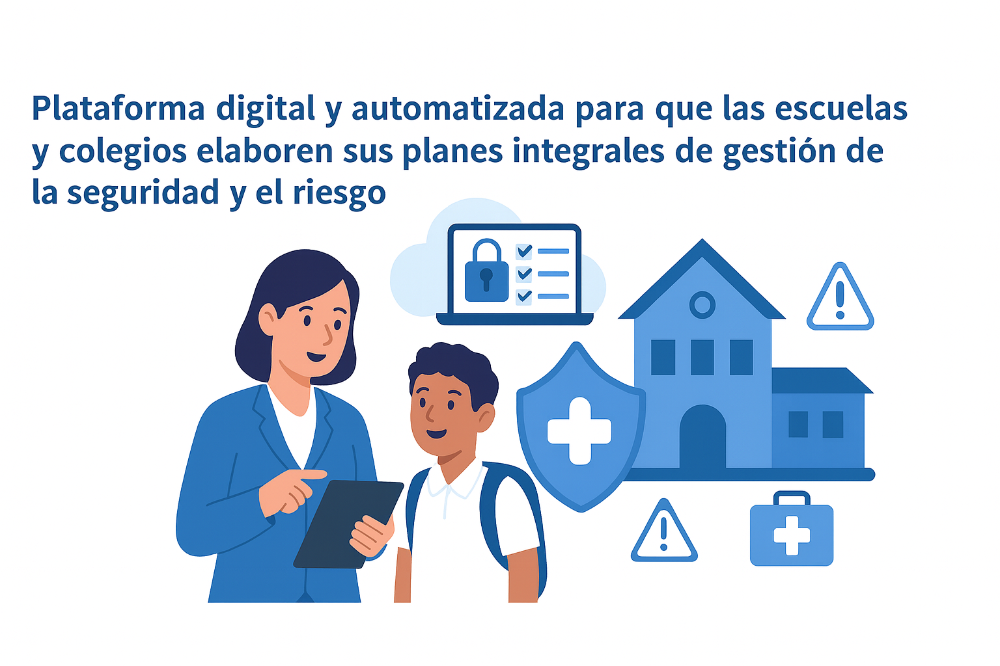 Plataforma digital y automatizada para que las escuelas
y colegios elaboren sus planes integrales de gestión de
la seguridad y el riesgo